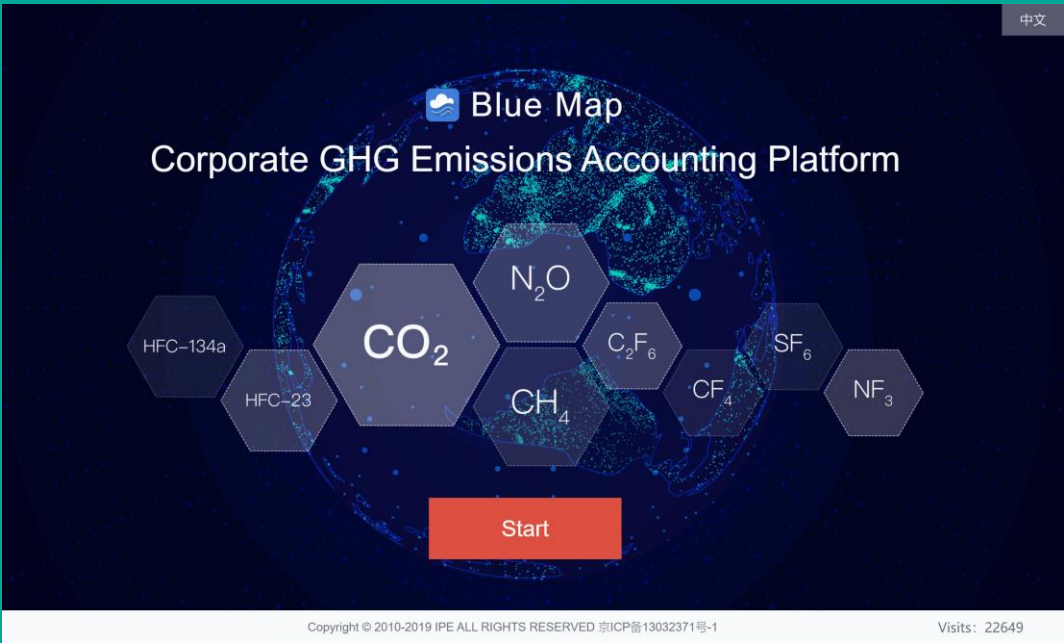 中文
Blue Map
Corporate GHG Emissions Accounting Platform
N₂O
CO₂
HFC-134a
C₂F₆
SF₆
HFC-23
CH₄
CF₄
NF₃
Start
Copyright © 2010-2019 IPE ALL RIGHTS RESERVED 京ICP备13032371号-1
Visits: 22649